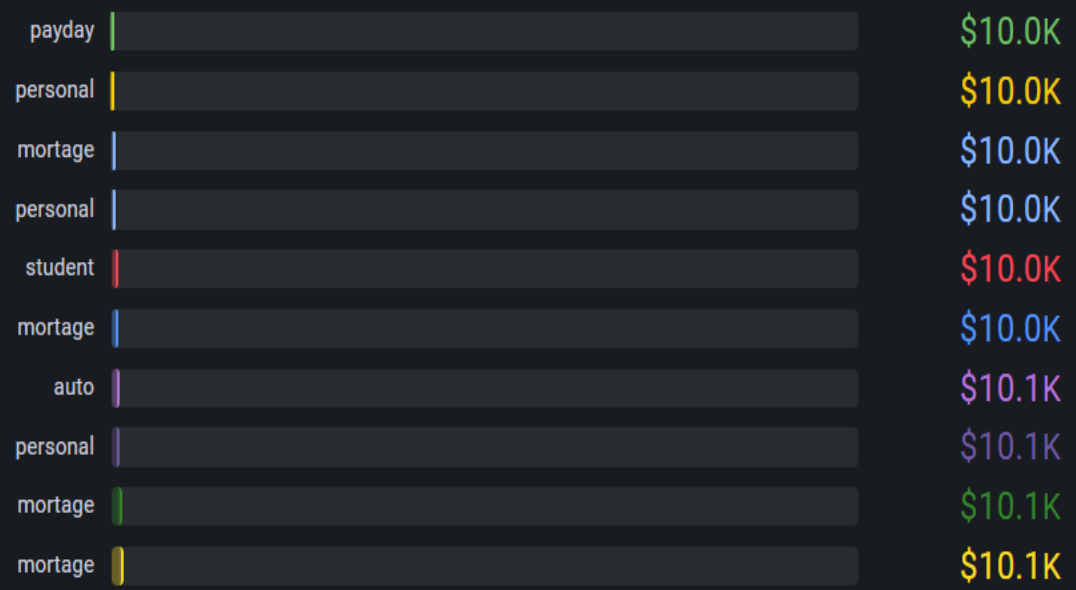 payday $10.0K
personal $10.0K
mortage $10.0K
personal $10.0K
student $10.0K
mortage $10.0K
auto $10.1K
personal $10.1K
mortage $10.1K
mortage $10.1K